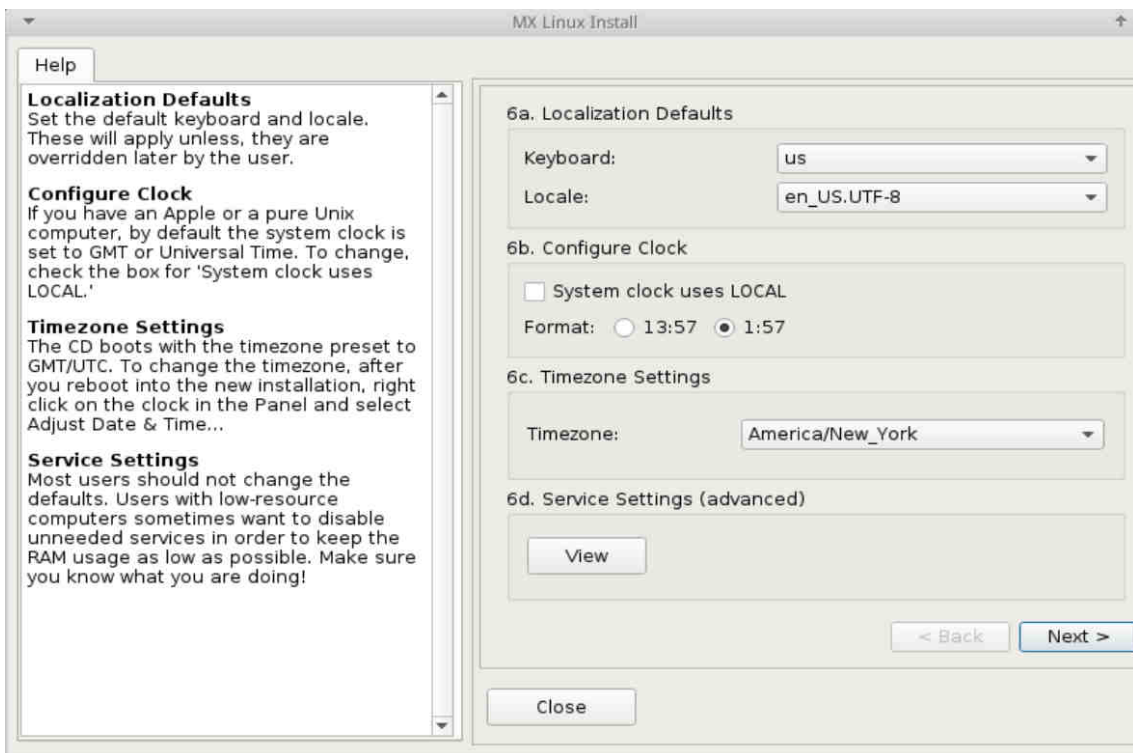 MX Linux Install
Help
Localization Defaults
Set the default keyboard and locale.
These will apply unless, they are
overridden later by the user.
Configure Clock
If you have an Apple or a pure Unix
computer, by default the system clock is
set to GMT or Universal Time. To change,
check the box for 'System clock uses
LOCAL.'
Timezone Settings
The CD boots with the timezone preset to
GMT/UTC. To change the timezone, after
you reboot into the new installation, right
click on the clock in the Panel and select
Adjust Date & Time...
Service Settings
Most users should not change the
defaults. Users with low-resource
computers sometimes want to disable
unneeded services in order to keep the
RAM usage as low as possible. Make sure
you know what you are doing!
6a. Localization Defaults
Keyboard: us
Locale: en_US.UTF-8
6b. Configure Clock
System clock uses LOCAL
Format: 13:57 1:57
6c. Timezone Settings
Timezone: America/New_York
6d. Service Settings (advanced)
View
< Back Next >
Close